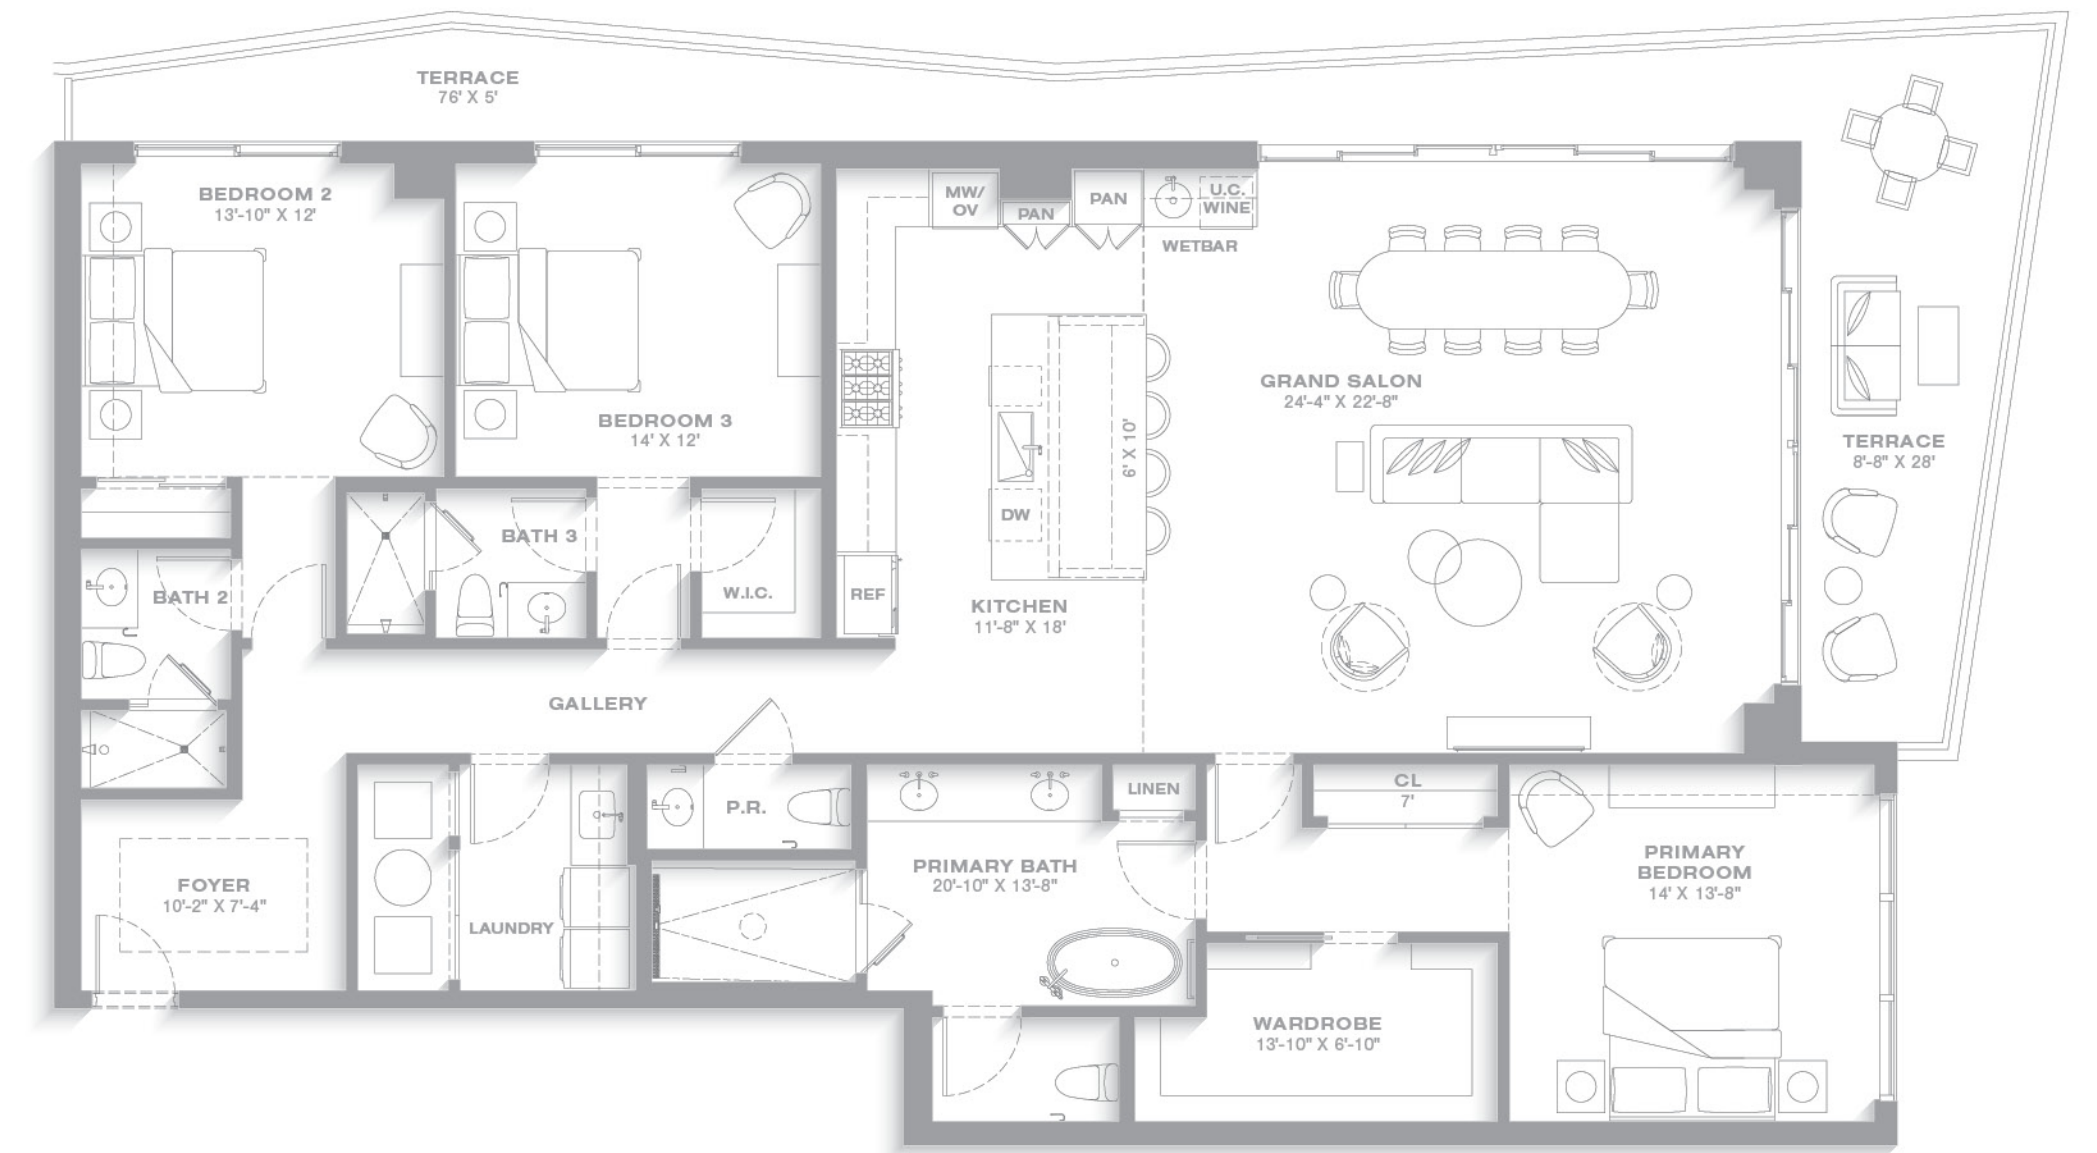 TERRACE
76' X 5'
BEDROOM 2
13'-10" X 12'
MW/
OV
PAN
PAN
U.C.
WINE
WETBAR
GRAND SALON
24'-4" X 22'-8"
BEDROOM 3
14' X 12'
6' X 10'
TERRACE
8'-8" X 28'
DW
BATH 3
BATH 2
W.I.C.
REF
KITCHEN
11'-8" X 18'
GALLERY
P.R.
LINEN
CL
7'
FOYER
10'-2" X 7'-4"
LAUNDRY
PRIMARY BATH
20'-10" X 13'-8"
PRIMARY
BEDROOM
14' X 13'-8"
WARDROBE
13'-10" X 6'-10"